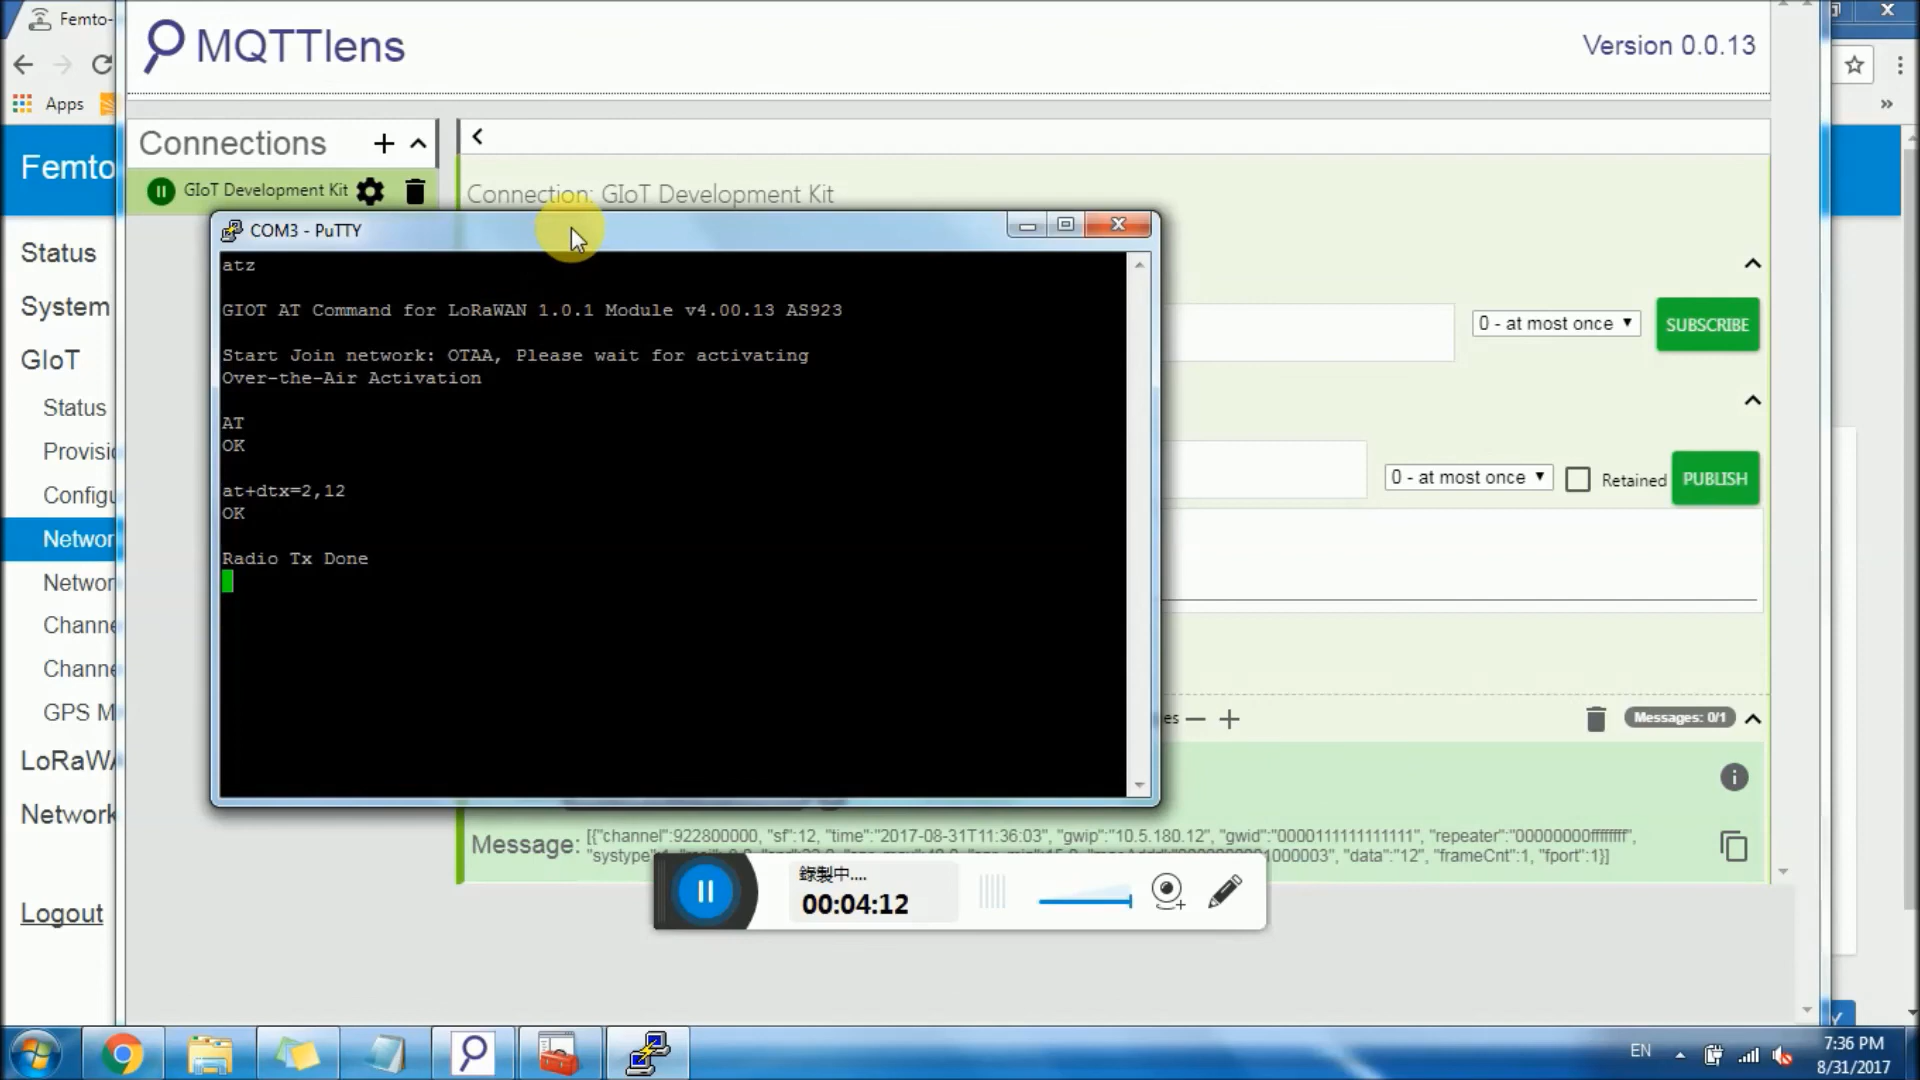 Femto-
MQTTlens
Version 0.0.13
Apps
»
Connections
Femto
GIoT Development Kit
Connection: GIoT Development Kit
COM3 - PuTTY
atz
GIOT AT Command for LoRaWAN 1.0.1 Module v4.00.13 AS923
Start Join network: OTAA, Please wait for activating
Over-the-Air Activation
AT
OK
at+dtx=2,12
OK
Radio Tx Done
Status
System
GIoT
Status
Provisi
Configu
Networ
Networ
Channe
Channe
GPS M
LoRaWA
Network
Logout
0 - at most once
SUBSCRIBE
0 - at most once
Retained
PUBLISH
es
Messages: 0/1
Message: [{"channel":922800000, "sf":12, "time":"2017-08-31T11:36:03", "gwip":"10.5.180.12", "gwid":"0000111111111111", "repeater":"00000000ffffffff",
"systype" "data":"12", "frameCnt":1, "fport":1}]
錄製中....
00:04:12
EN
7:36 PM
8/31/2017